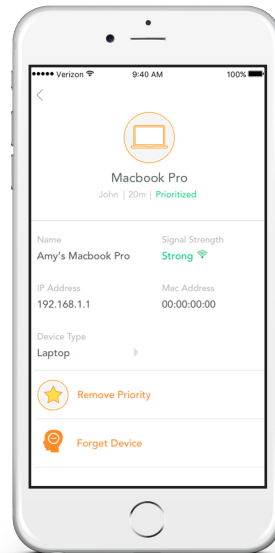 Verizon 9:40 AM 100%
Macbook Pro
John | 20m | Prioritized
Name Signal Strength
Amy's Macbook Pro Strong
IP Address Mac Address
192.168.1.1 00:00:00:00
Device Type
Laptop
Remove Priority
Forget Device